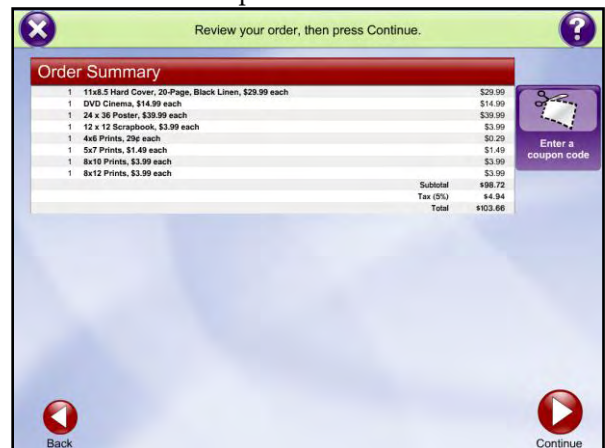 Review your order, then press Continue.
?
Order Summary
1 11x8.5 Hard Cover, 20-Page, Black Linen, $29.99 each $29.99
1 DVD Cinema, $14.99 each $14.99
1 24 x 36 Poster, $39.99 each $39.99
1 12 x 12 Scrapbook, $3.99 each $3.99
1 4x6 Prints, 29¢ each $0.29
1 5x7 Prints, $1.49 each $1.49
1 8x10 Prints, $3.99 each $3.99
1 8x12 Prints, $3.99 each $3.99
Subtotal $98.72
Tax (5%) $4.94
Total $103.66
Enter a
coupon code
Back
Continue